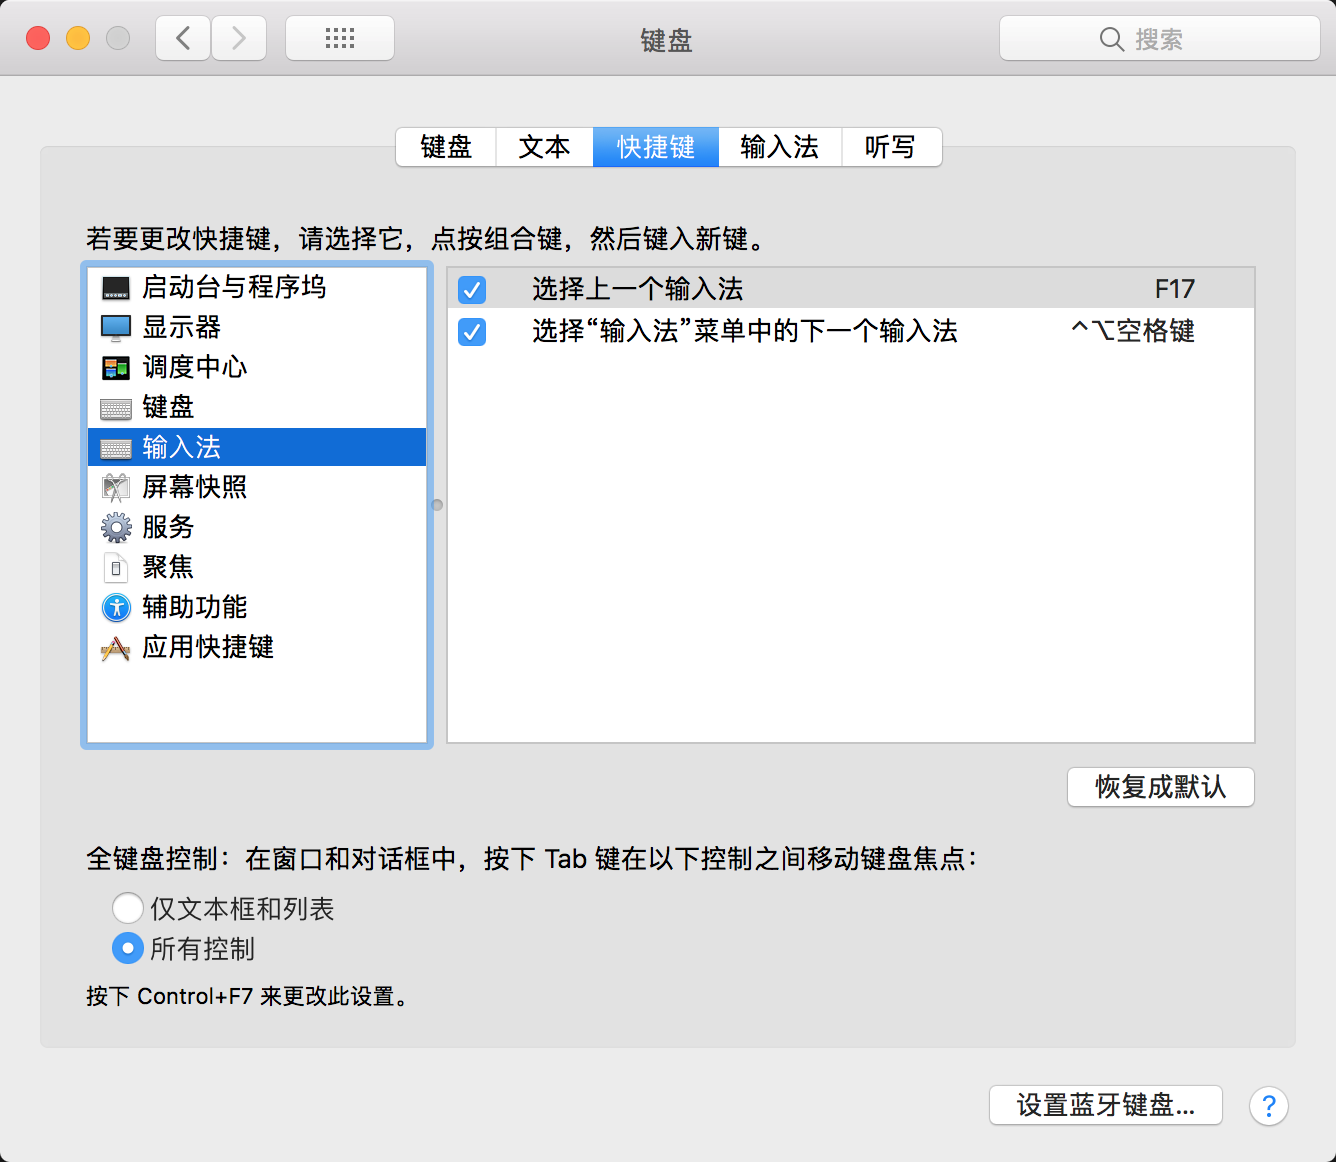 键盘
搜索
键盘 文本 快捷键 输入法 听写
若要更改快捷键，请选择它，点按组合键，然后键入新键。
启动台与程序坞
显示器
调度中心
键盘
输入法
屏幕快照
服务
聚焦
辅助功能
应用快捷键
选择上一个输入法 F17
选择“输入法”菜单中的下一个输入法 ^⌥空格键
恢复成默认
全键盘控制：在窗口和对话框中，按下 Tab 键在以下控制之间移动键盘焦点：
仅文本框和列表
所有控制
按下 Control+F7 来更改此设置。
设置蓝牙键盘... ?